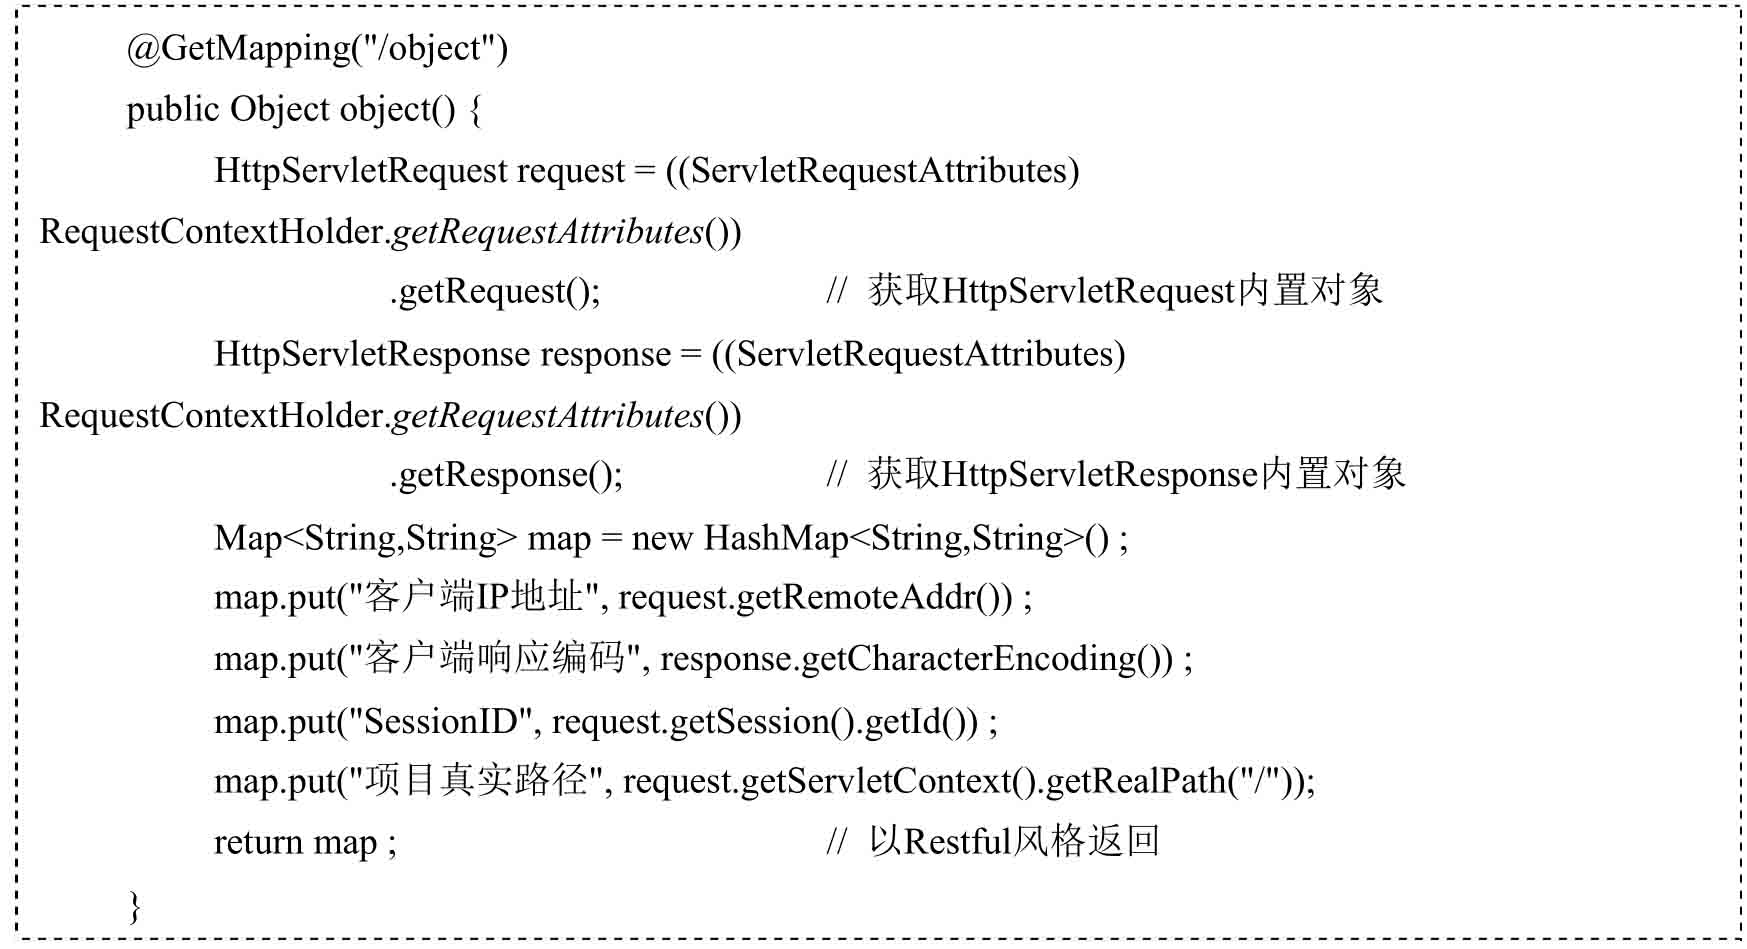 @GetMapping("/object")
public Object object() {
HttpServletRequest request = ((ServletRequestAttributes)
RequestContextHolder.getRequestAttributes())
.getRequest(); // 获取HttpServletRequest内置对象
HttpServletResponse response = ((ServletRequestAttributes)
RequestContextHolder.getRequestAttributes())
.getResponse(); // 获取HttpServletResponse内置对象
Map<String,String> map = new HashMap<String,String>() ;
map.put("客户端IP地址", request.getRemoteAddr()) ;
map.put("客户端响应编码", response.getCharacterEncoding()) ;
map.put("SessionID", request.getSession().getId()) ;
map.put("项目真实路径", request.getServletContext().getRealPath("/"));
return map ; // 以Restful风格返回
}